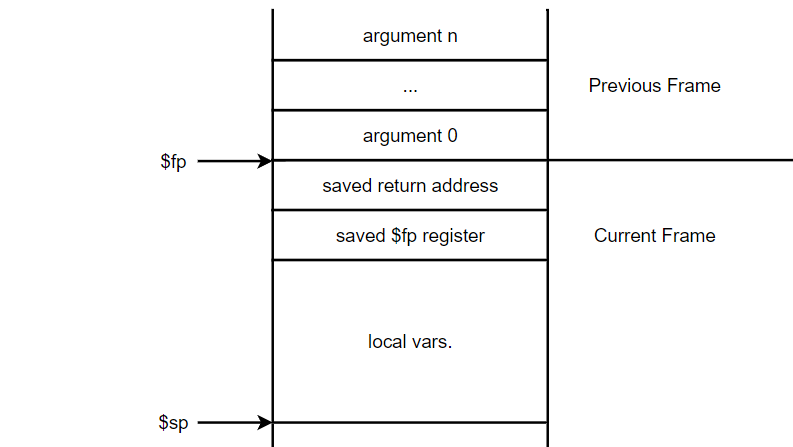 argument n
...
Previous Frame
argument 0
$fp
saved return address
saved $fp register
Current Frame
local vars.
$sp